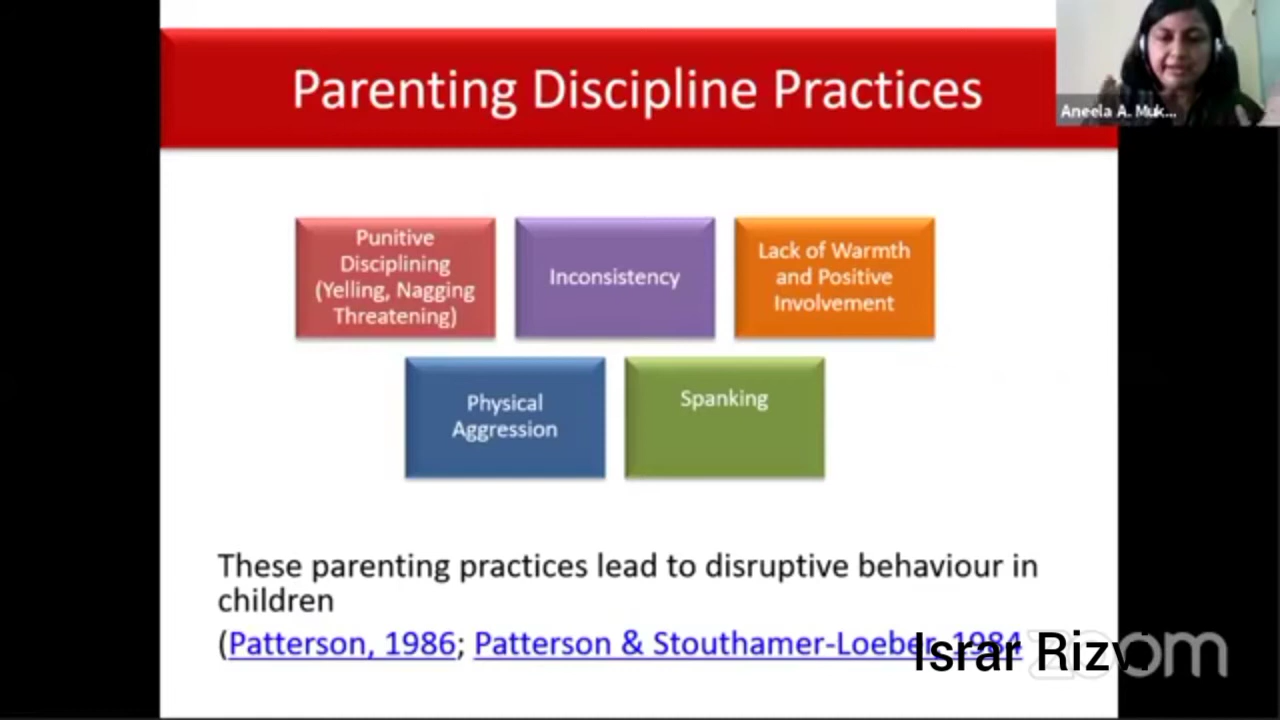 Parenting Discipline Practices
Aneela A. Muk...
Punitive
Disciplining
(Yelling, Nagging
Threatening)
Inconsistency
Lack of Warmth
and Positive
Involvement
Physical
Aggression
Spanking
These parenting practices lead to disruptive behaviour in
children
(Patterson, 1986; Patterson & Stouthamer-Loeber, 1984
Israr Rizvi
zoom